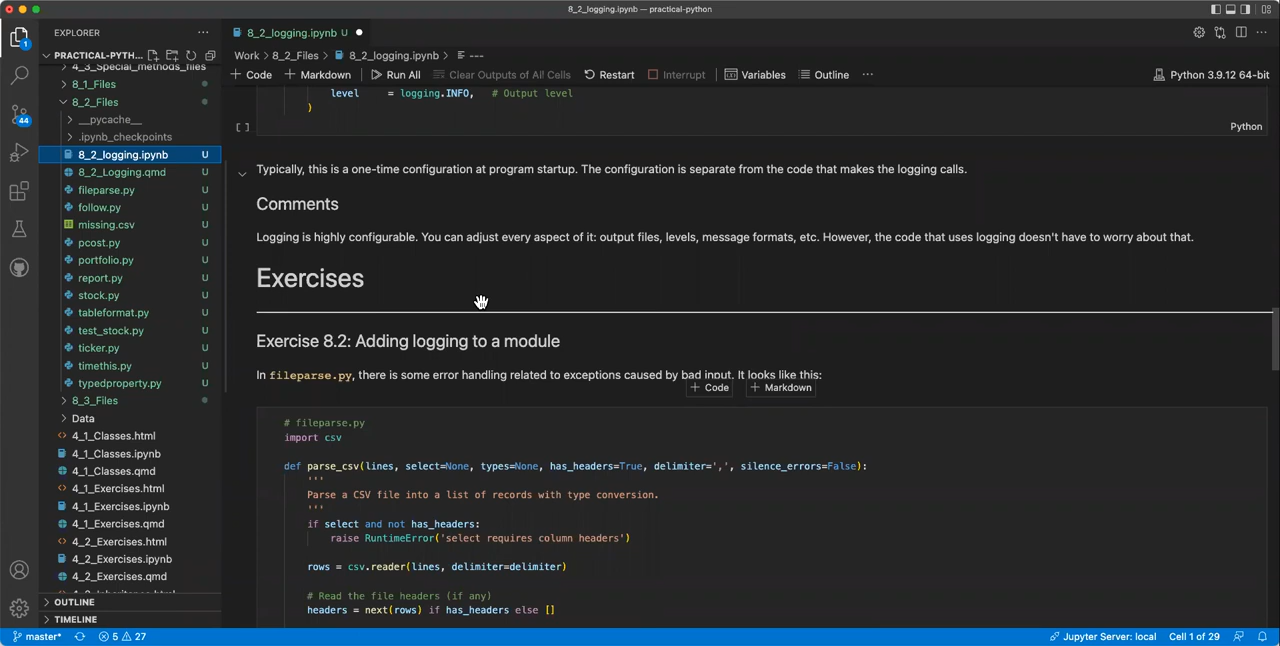 8_2_logging.ipynb — practical-python
EXPLORER
8_2_logging.ipynb U
PRACTICAL-PYTH...
Work > 8_2_Files > 8_2_logging.ipynb > ---
+ Code + Markdown Run All Clear Outputs of All Cells Restart Interrupt Variables Outline ... Python 3.9.12 64-bit
4_3_Special_methods_files
8_1_Files
8_2_Files
__pycache__
.ipynb_checkpoints
8_2_logging.ipynb U
8_2_Logging.qmd U
fileparse.py U
follow.py U
missing.csv U
pcost.py U
portfolio.py U
report.py U
stock.py U
tableformat.py U
test_stock.py U
ticker.py U
timethis.py U
typedproperty.py U
8_3_Files
Data
4_1_Classes.html
4_1_Classes.ipynb
4_1_Classes.qmd
4_1_Exercises.html
4_1_Exercises.ipynb
4_1_Exercises.qmd
4_2_Exercises.html
4_2_Exercises.ipynb
4_2_Exercises.qmd
OUTLINE
TIMELINE
level = logging.INFO, # Output level
)
[ ]
Python
Typically, this is a one-time configuration at program startup. The configuration is separate from the code that makes the logging calls.
Comments
Logging is highly configurable. You can adjust every aspect of it: output files, levels, message formats, etc. However, the code that uses logging doesn't have to worry about that.
Exercises
Exercise 8.2: Adding logging to a module
In fileparse.py, there is some error handling related to exceptions caused by bad input. It looks like this:
+ Code + Markdown
# fileparse.py
import csv
def parse_csv(lines, select=None, types=None, has_headers=True, delimiter=',', silence_errors=False):
'''
Parse a CSV file into a list of records with type conversion.
'''
if select and not has_headers:
raise RuntimeError('select requires column headers')
rows = csv.reader(lines, delimiter=delimiter)
# Read the file headers (if any)
headers = next(rows) if has_headers else []
1
44
master* 5 27 Jupyter Server: local Cell 1 of 29